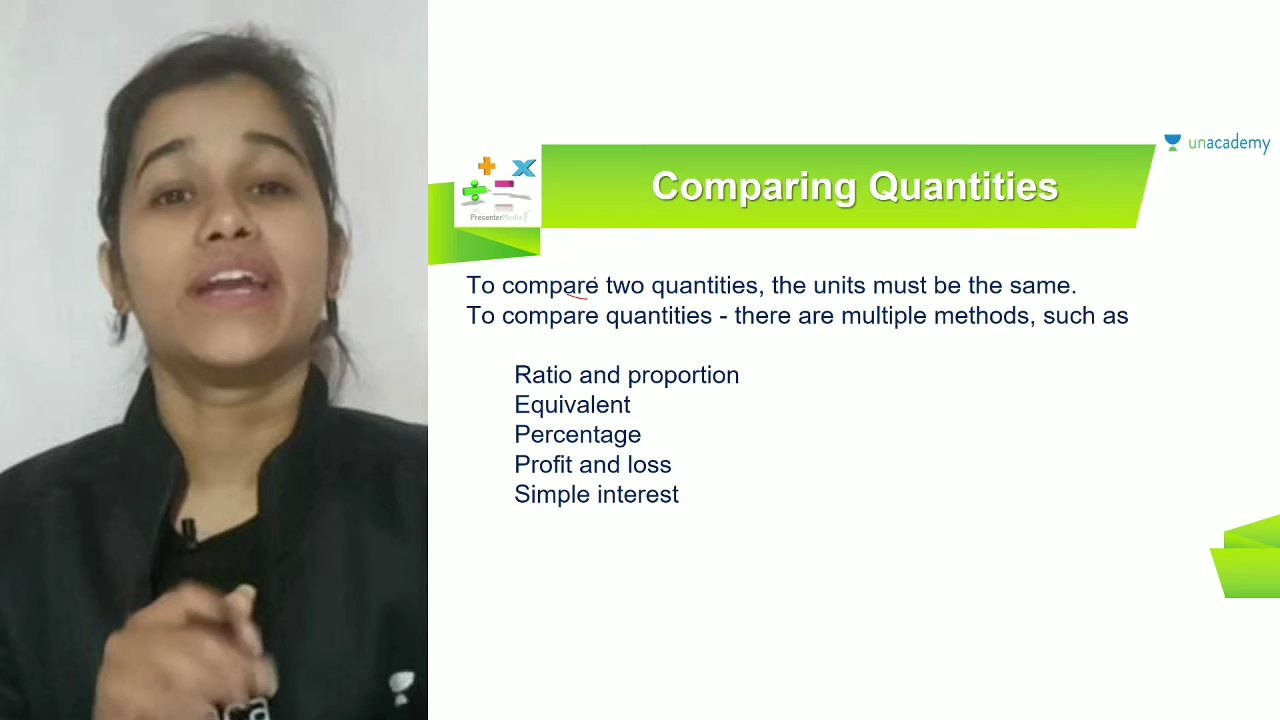 unacademy
Comparing Quantities
PresenterMedia
To compare two quantities, the units must be the same.
To compare quantities - there are multiple methods, such as
Ratio and proportion
Equivalent
Percentage
Profit and loss
Simple interest